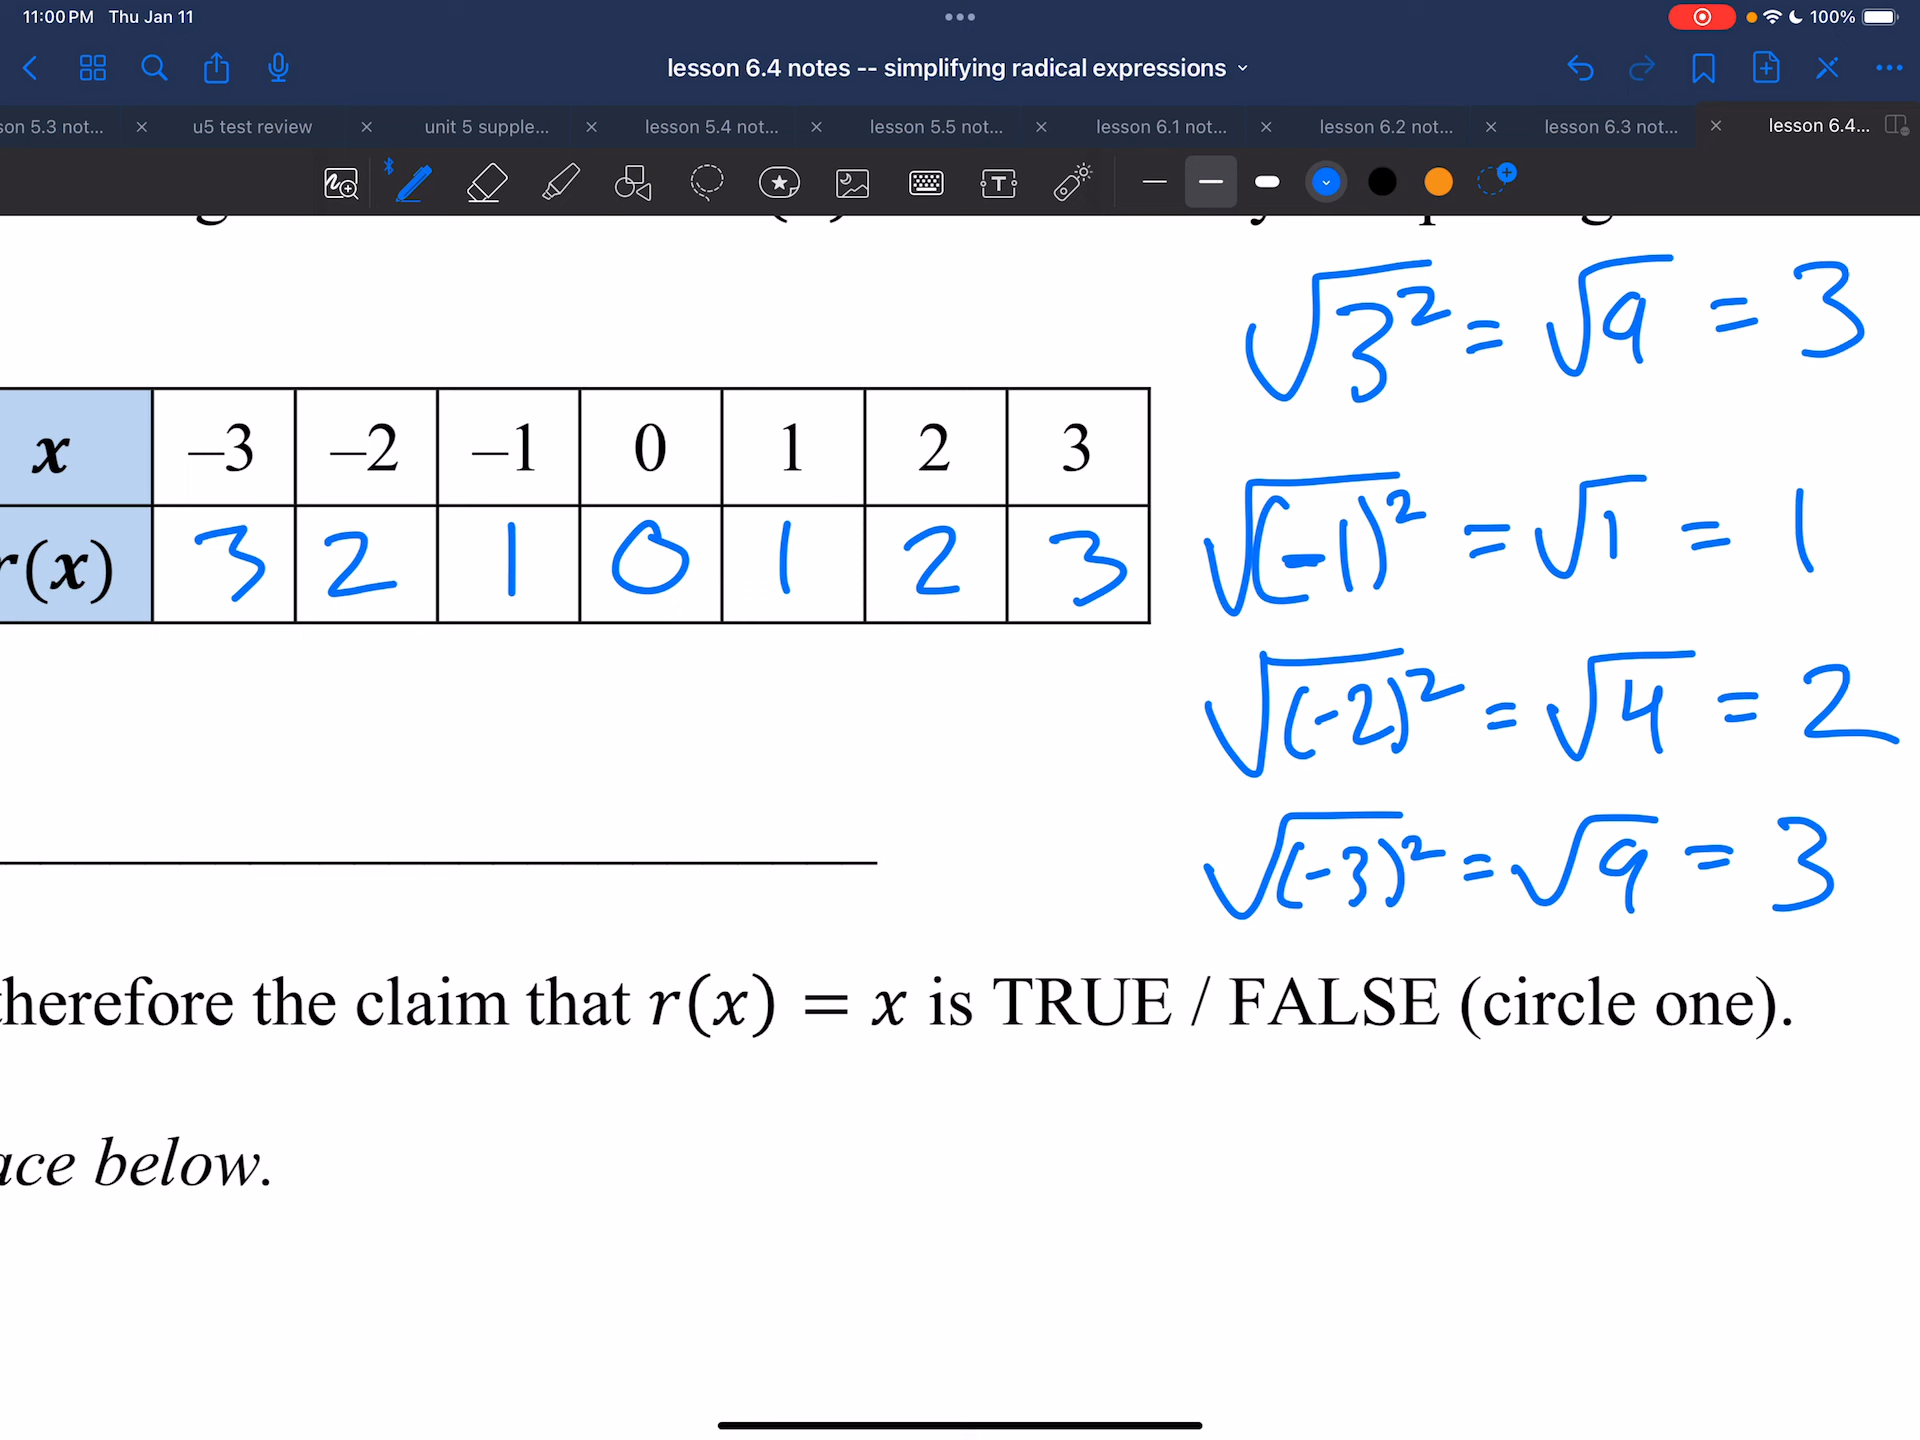 11:00 PM Thu Jan 11
100%
lesson 6.4 notes -- simplifying radical expressions
son 5.3 not...
u5 test review
unit 5 supple...
lesson 5.4 not...
lesson 5.5 not...
lesson 6.1 not...
lesson 6.2 not...
lesson 6.3 not...
lesson 6.4...
√3² = √9 = 3
x –3 –2 –1 0 1 2 3
r(x) 3 2 1 0 1 2 3
√(-1)² = √1 = 1
√(-2)² = √4 = 2
√(-3)² = √9 = 3
therefore the claim that r(x) = x is TRUE / FALSE (circle one).
ace below.